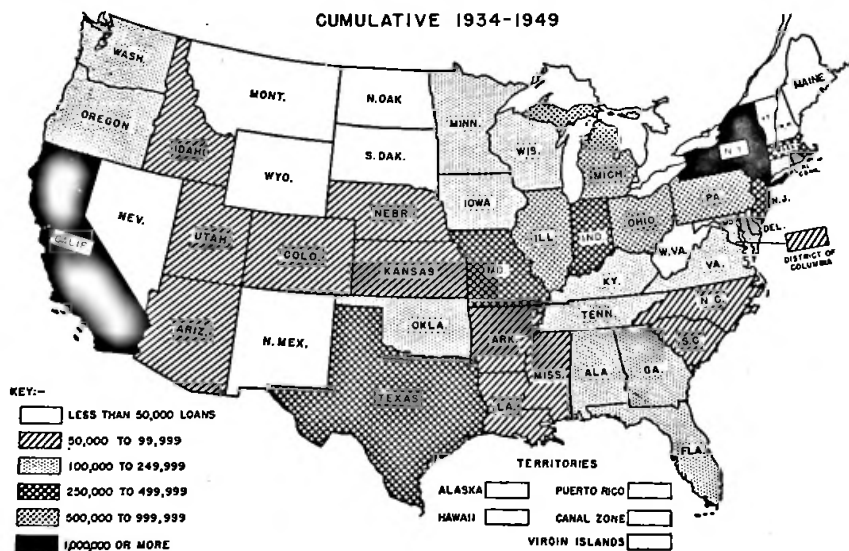 CUMULATIVE 1934-1949
WASH.
OREGON
IDAHO
MONT.
N.OAK
S.DAK.
WYO.
NEV.
UTAH
COLO.
CALIF
ARIZ.
N.MEX.
NEBR.
KANSAS
OKLA.
TEXAS
MINN.
IOWA
MO.
ARK.
LA.
WIS.
ILL.
MICH.
IND.
OHIO
KY.
TENN.
MISS.
ALA.
GA.
FLA.
S.C.
N.C.
VA.
W.VA.
PA.
N.Y.
MAINE
N.J.
DEL.
DISTRICT OF
COLUMBIA
KEY:-
LESS THAN 50,000 LOANS
50,000 TO 99,999
100,000 TO 249,999
250,000 TO 499,999
500,000 TO 999,999
1,000,000 OR MORE
TERRITORIES
ALASKA
PUERTO RICO
HAWAII
CANAL ZONE
VIRGIN ISLANDS